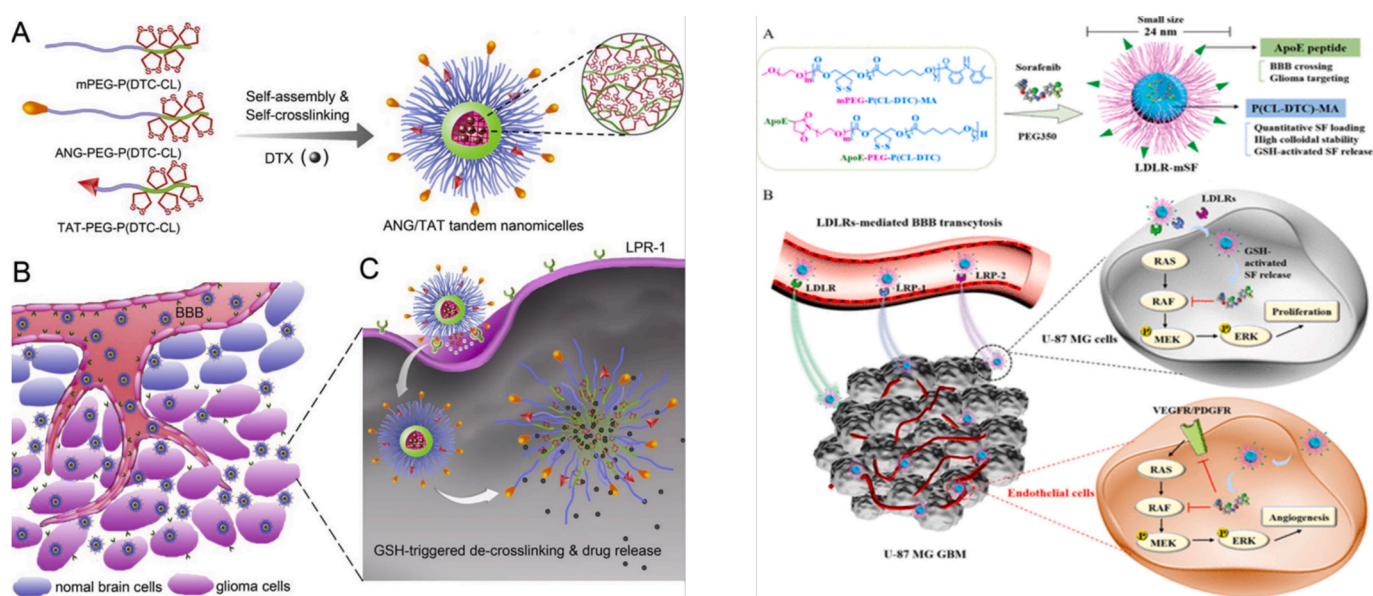 A
mPEG-P(DTC-CL)
ANG-PEG-P(DTC-CL)
TAT-PEG-P(DTC-CL)
Self-assembly &
Self-crosslinking
DTX ( )
ANG/TAT tandem nanomicelles
B
BBB
nomal brain cells
glioma cells
C
LPR-1
GSH-triggered de-crosslinking & drug release
A
mPEG-P(CL-DTC)-MA
ApoE
ApoE-PEG-P(CL-DTC)
Sorafenib
PEG350
Small size
24 nm
LDLR-mSF
ApoE peptide
BBB crossing
Glioma targeting
P(CL-DTC)-MA
Quantitative SF loading
High colloidal stability
GSH-activated SF release
B
LDLRs-mediated BBB transcytosis
LDLR
LRP-1
LRP-2
U-87 MG GBM
LDLRs
GSH-
activated
SF release
RAS
RAF
P
MEK
P
ERK
Proliferation
U-87 MG cells
VEGFR/PDGFR
RAS
RAF
P
MEK
P
ERK
Angiogenesis
Endothelial cells